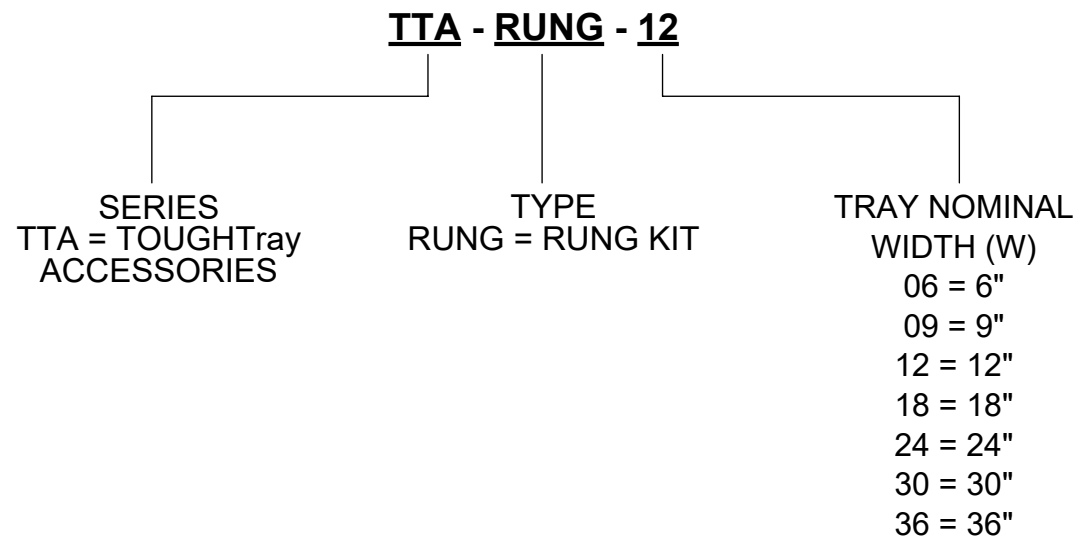 TTA - RUNG - 12
SERIES
TTA = TOUGHTray
ACCESSORIES
TYPE
RUNG = RUNG KIT
TRAY NOMINAL
WIDTH (W)
06 = 6"
09 = 9"
12 = 12"
18 = 18"
24 = 24"
30 = 30"
36 = 36"